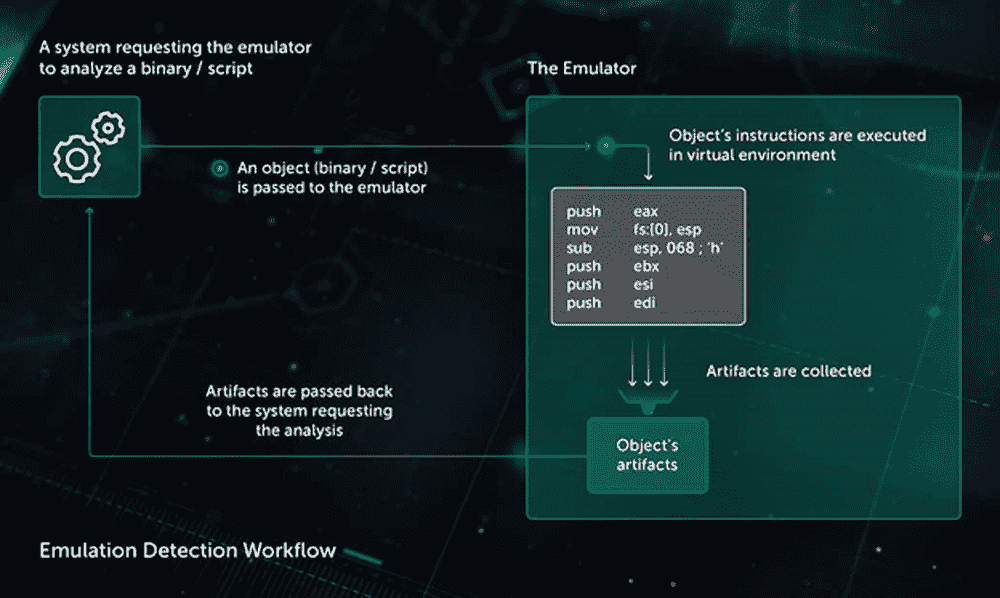 A system requesting the emulator
to analyze a binary / script
The Emulator
An object (binary / script)
is passed to the emulator
Object's instructions are executed
in virtual environment
push eax
mov fs:[0], esp
sub esp, 068 ; 'h'
push ebx
push esi
push edi
Artifacts are collected
Object's
artifacts
Artifacts are passed back
to the system requesting
the analysis
Emulation Detection Workflow